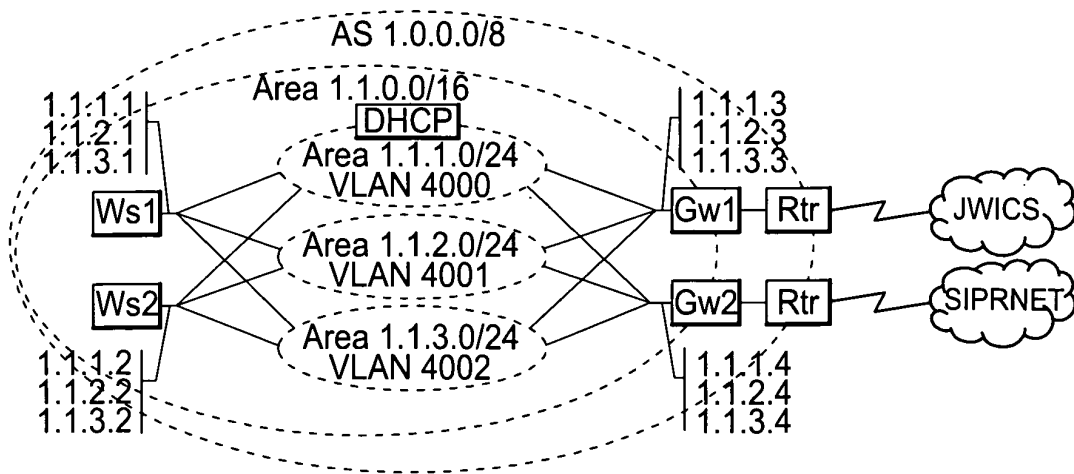 AS 1.0.0.0/8
Area 1.1.0.0/16
1.1.1.1
1.1.2.1
1.1.3.1
DHCP
Area 1.1.1.0/24
VLAN 4000
1.1.1.3
1.1.2.3
1.1.3.3
Ws1
Gw1
Rtr
JWICS
Area 1.1.2.0/24
VLAN 4001
Ws2
Gw2
Rtr
SIPRNET
Area 1.1.3.0/24
VLAN 4002
1.1.1.2
1.1.2.2
1.1.3.2
1.1.1.4
1.1.2.4
1.1.3.4